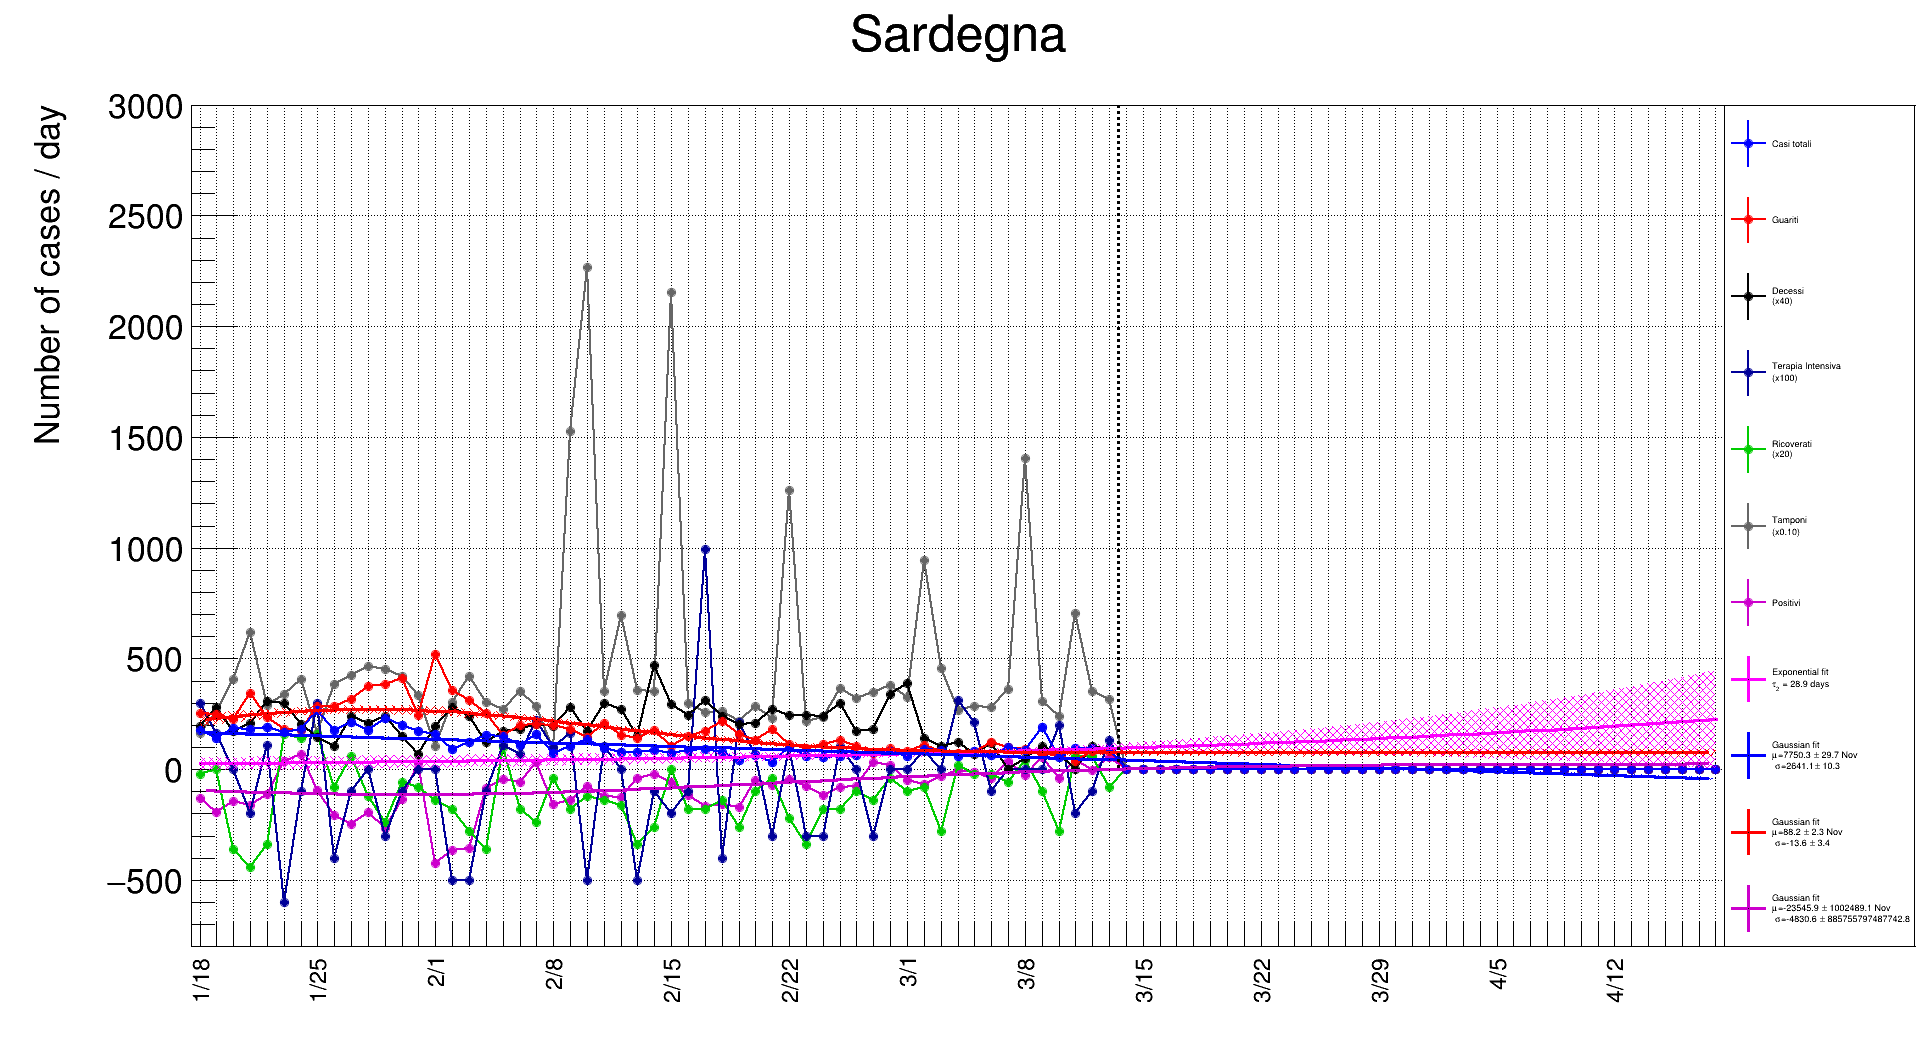 Sardegna
Number of cases / day
3000
2500
2000
1500
1000
500
0
−500
1/18
1/25
2/1
2/8
2/15
2/22
3/1
3/8
3/15
3/22
3/29
4/5
4/12
Casi totali
Guariti
Decessi
(x40)
Terapia Intensiva
(x100)
Ricoverati
(x20)
Tamponi
(x0.10)
Positivi
Exponential fit
τ₂ = 28.9 days
Gaussian fit
μ=7750.3 ± 29.7 Nov
σ=2641.1 ± 10.3
Gaussian fit
μ=88.2 ± 2.3 Nov
σ=-13.6 ± 3.4
Gaussian fit
μ=-23545.9 ± 1002489.1 Nov
σ=-4830.6 ± 885755797487742.8